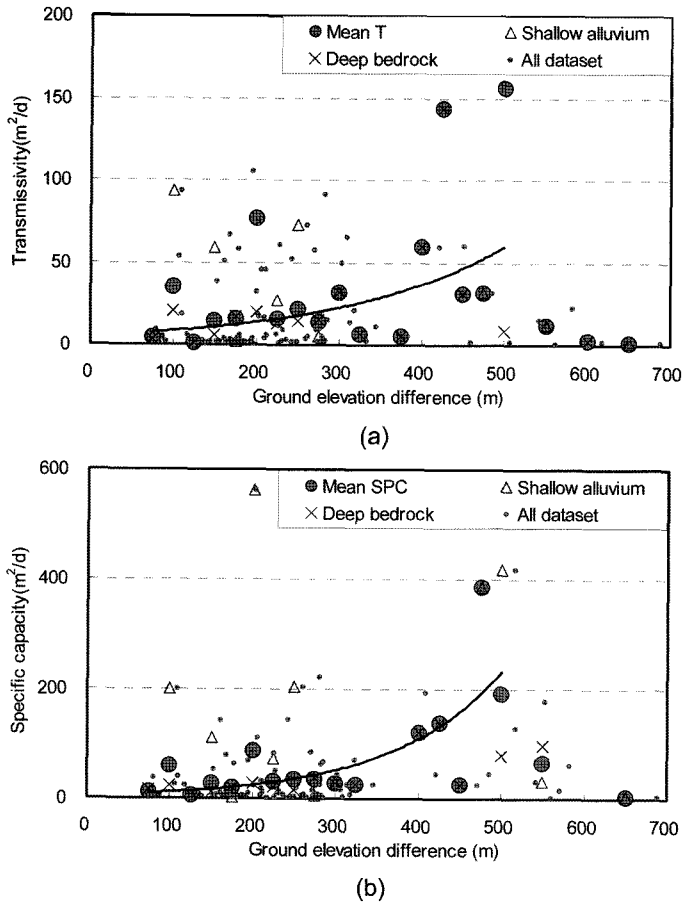 Mean T
Shallow alluvium
Deep bedrock
All dataset
200
150
100
50
0
Transmissivity(m²/d)
0 100 200 300 400 500 600 700
Ground elevation difference (m)
(a)
Mean SPC
Shallow alluvium
Deep bedrock
All dataset
600
400
200
0
Specific capacity(m²/d)
0 100 200 300 400 500 600 700
Ground elevation difference (m)
(b)